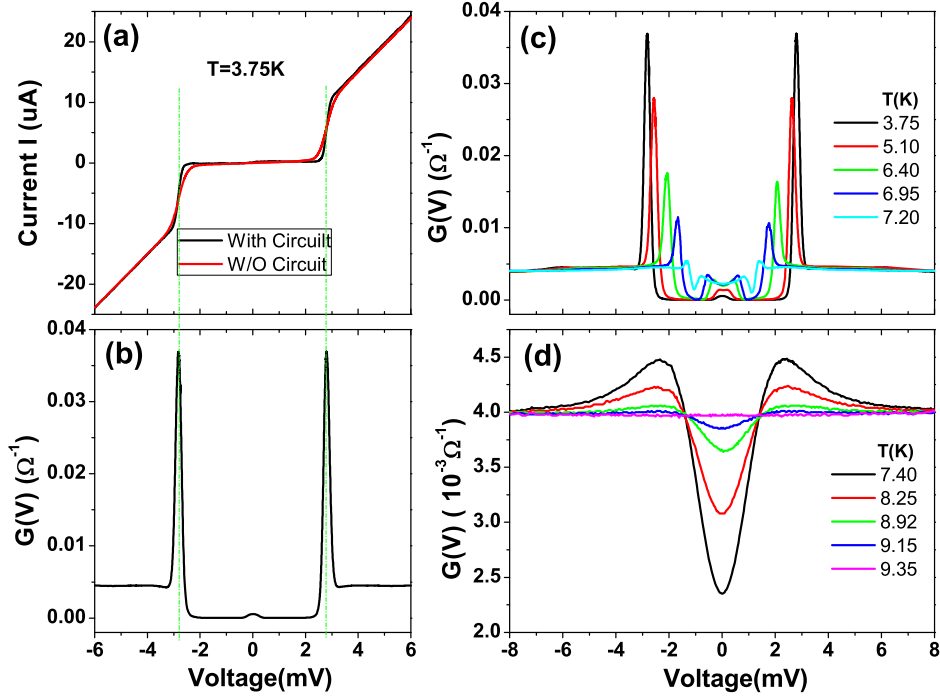 (a)
T=3.75K
Current I (uA)
20
10
0
-10
-20
With Circuilt
W/O Circuit
(b)
G(V) (Ω⁻¹)
0.04
0.03
0.02
0.01
0.00
-6 -4 -2 0 2 4 6
Voltage(mV)
(c)
G(V) (Ω⁻¹)
0.04
0.03
0.02
0.01
0.00
T(K)
3.75
5.10
6.40
6.95
7.20
(d)
G(V) ( 10⁻³Ω⁻¹)
4.5
4.0
3.5
3.0
2.5
2.0
T(K)
7.40
8.25
8.92
9.15
9.35
-8 -6 -4 -2 0 2 4 6 8
Voltage(mV)